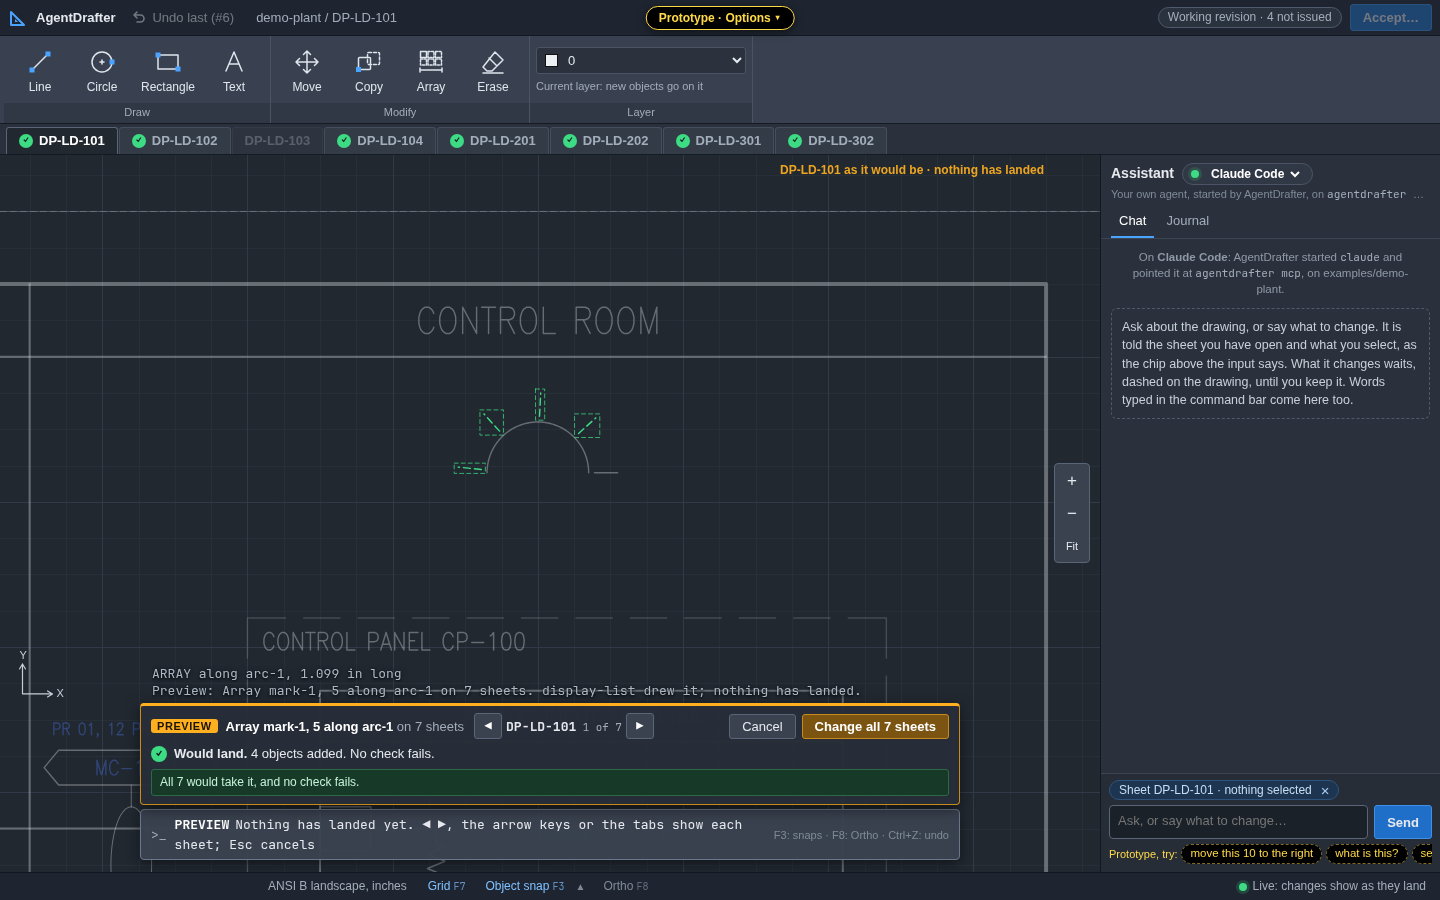 AgentDrafter Undo last (#6) demo-plant / DP-LD-101 Prototype · Options ▾ Working revision · 4 not issued Accept…
0
Line Circle Rectangle Text Move Copy Array Erase Current layer: new objects go on it
Draw Modify Layer
DP-LD-101 DP-LD-102 DP-LD-103 DP-LD-104 DP-LD-201 DP-LD-202 DP-LD-301 DP-LD-302
DP-LD-101 as it would be · nothing has landed
CONTROL ROOM
CONTROL PANEL CP-100
Y
X
PR 01, 12
MC-
ARRAY along arc-1, 1.099 in long
Preview: Array mark-1, 5 along arc-1 on 7 sheets. display-list drew it; nothing has landed.
PREVIEW Array mark-1, 5 along arc-1 on 7 sheets ◀ DP-LD-101 1 of 7 ▶ Cancel Change all 7 sheets
Would land. 4 objects added. No check fails.
All 7 would take it, and no check fails.
>_ PREVIEW Nothing has landed yet. ◀ ▶, the arrow keys or the tabs show each
sheet; Esc cancels
F3: snaps · F8: Ortho · Ctrl+Z: undo
+
−
Fit
Assistant Claude Code
Your own agent, started by AgentDrafter, on agentdrafter …
Chat Journal
On Claude Code: AgentDrafter started claude and
pointed it at agentdrafter mcp, on examples/demo-
plant.
Ask about the drawing, or say what to change. It is
told the sheet you have open and what you select, as
the chip above the input says. What it changes waits,
dashed on the drawing, until you keep it. Words
typed in the command bar come here too.
Sheet DP-LD-101 · nothing selected ×
Ask, or say what to change… Send
Prototype, try: move this 10 to the right what is this? se
ANSI B landscape, inches Grid F7 Object snap F3 ▲ Ortho F8 Live: changes show as they land